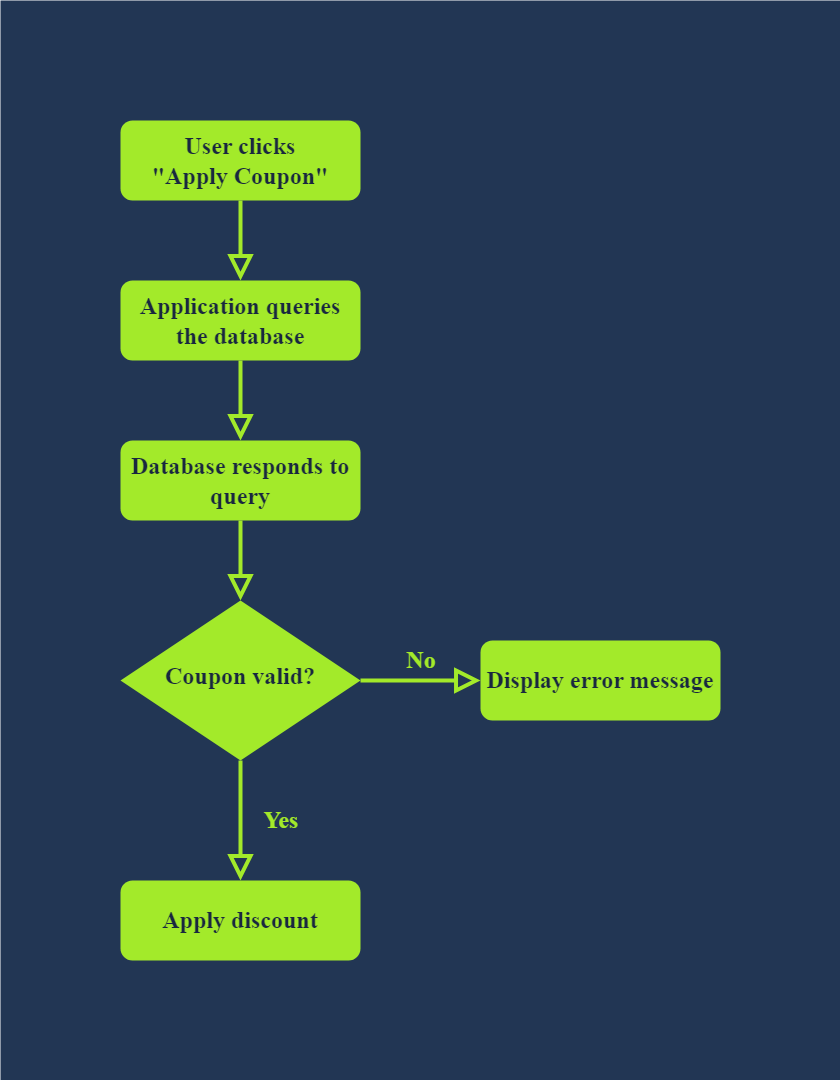 User clicks
"Apply Coupon"
Application queries
the database
Database responds to
query
Coupon valid?
No
Display error message
Yes
Apply discount